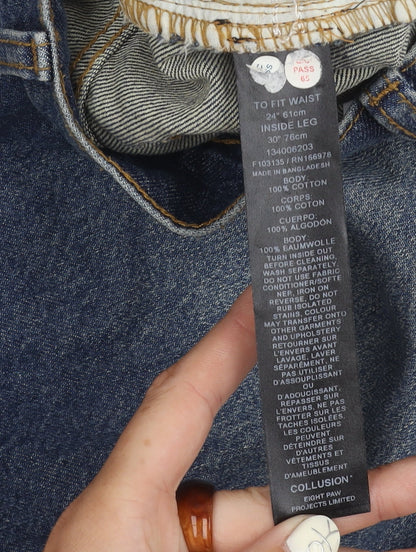 PASS
65
TO FIT WAIST
24" 61cm
INSIDE LEG
30" 76cm
134006203
F103135 / RN156978
MADE IN BANGLADESH
BODY
100% COTTON
CORPS
100% COTON
CUERPO:
100% ALGODÓN
BODY
100% BAUMWOLLE
TURN INSIDE OUT
BEFORE CLEANING,
WASH SEPARATELY,
DO NOT USE FABRIC
CONDITIONER/SOFTE
NER, IRON ON
REVERSE, DO NOT
RUB ISOLATED
STAILS, COLOUR
MAY TRANSFER ONTO
OTHER GARMENTS
AND UPHOLSTERY
RETOURNER SUR
L'ENVERS AVANT
LAVAGE, LAVER
SÉPARÉMENT, NE
PAS UTILISER
D'ASSOUPLISSANT
OU
D'ADOUCISSANT,
REPASSER SUR
L'ENVERS, NE PAS
FROTTER SUR LES
TACHES ISOLÉES,
LES COULEURS
PEUVENT
DÉTEINDRE SUR
D'AUTRES
VÊTEMENTS ET
TISSUS
D'AMEUBLEMENT
COLLUSION
EIGHT PAW
PROJECTS LIMITED